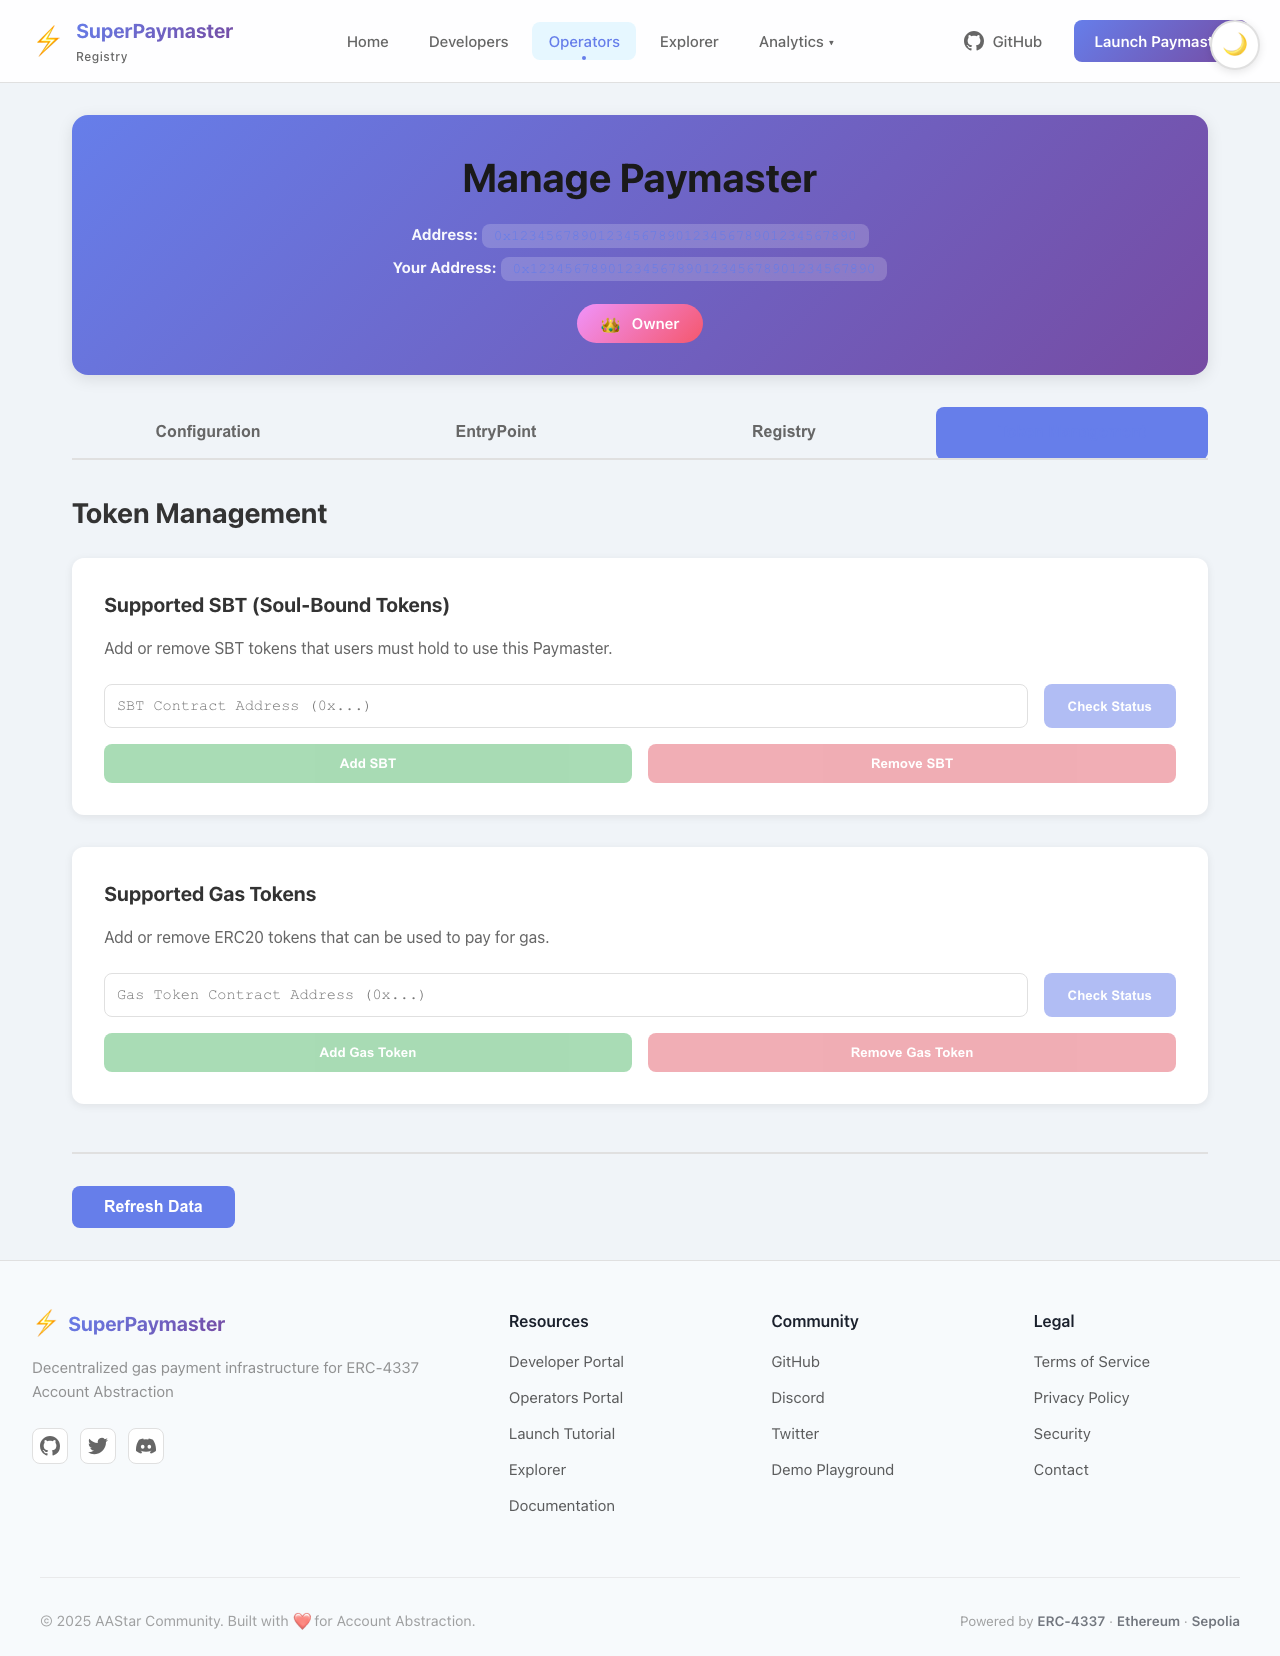 SuperPaymaster
Registry
Home
Developers
Operators
Explorer
Analytics ▾
GitHub
Launch Paymast
Manage Paymaster
Address: 0x1234567890123456789012345678901234567890
Your Address: 0x1234567890123456789012345678901234567890
Owner
Configuration
EntryPoint
Registry
Token Management
Supported SBT (Soul-Bound Tokens)
Add or remove SBT tokens that users must hold to use this Paymaster.
SBT Contract Address (0x...)
Check Status
Add SBT
Remove SBT
Supported Gas Tokens
Add or remove ERC20 tokens that can be used to pay for gas.
Gas Token Contract Address (0x...)
Check Status
Add Gas Token
Remove Gas Token
Refresh Data
SuperPaymaster
Decentralized gas payment infrastructure for ERC-4337
Account Abstraction
Resources
Developer Portal
Operators Portal
Launch Tutorial
Explorer
Documentation
Community
GitHub
Discord
Twitter
Demo Playground
Legal
Terms of Service
Privacy Policy
Security
Contact
© 2025 AAStar Community. Built with ❤️ for Account Abstraction.
Powered by ERC-4337 · Ethereum · Sepolia